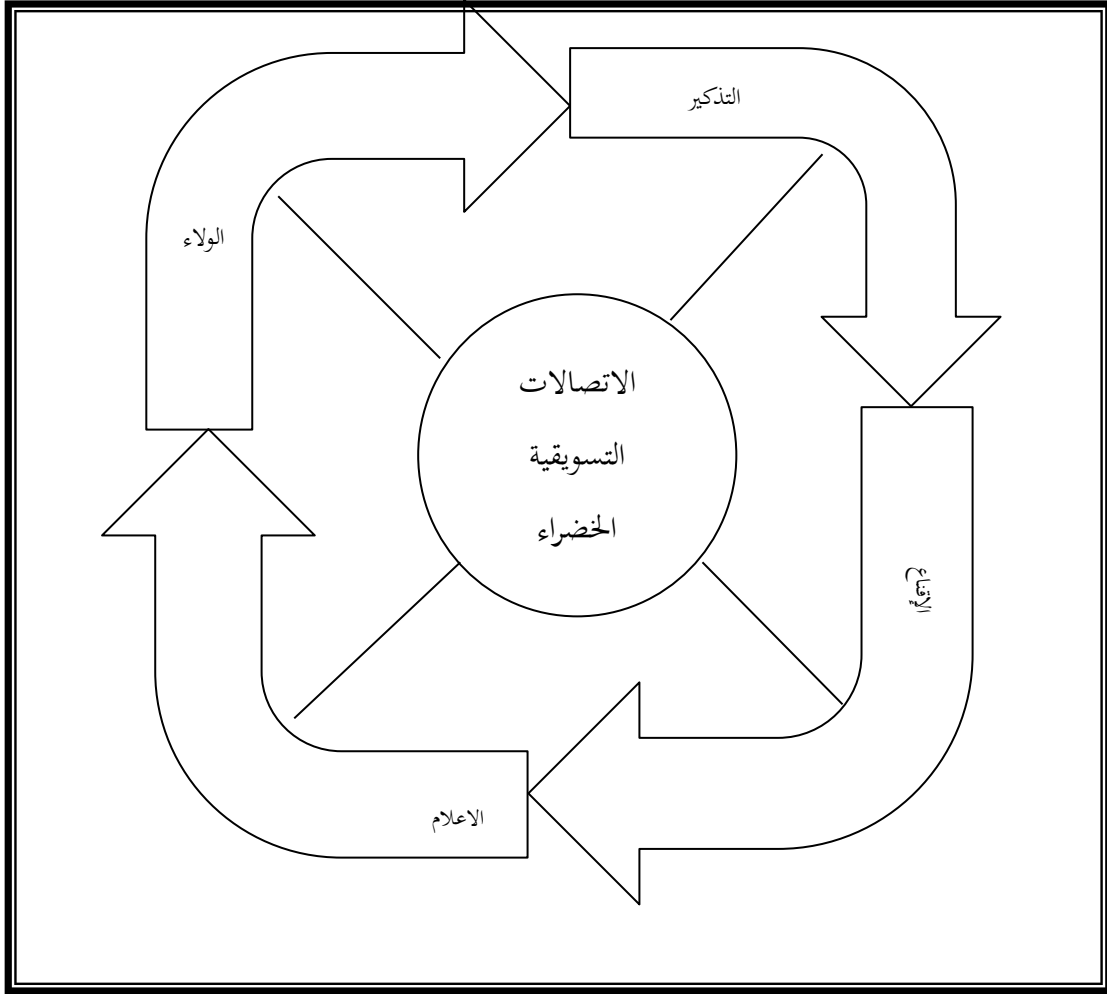 التذكير
الولاء
الاتصالات
التسويقية
الخضراء
الإقناع
الاعلام